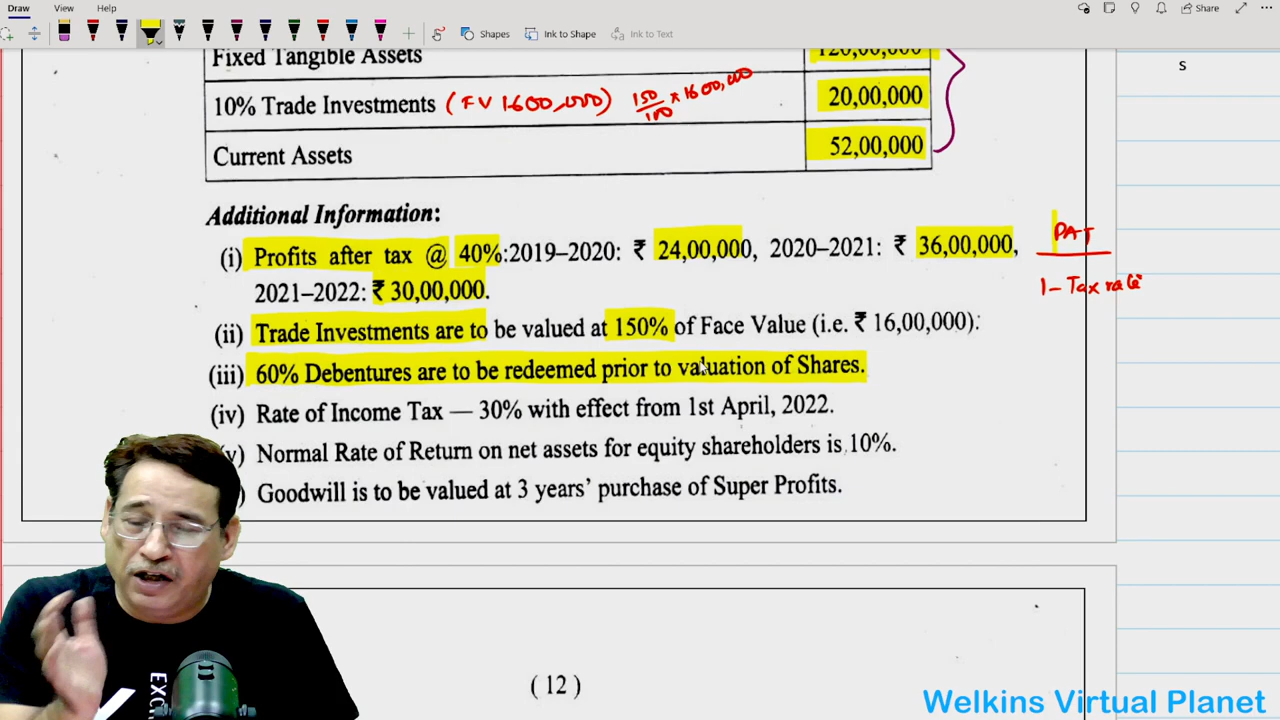 Draw View Help
Share
Shapes Ink to Shape Ink to Text
S
Fixed Tangible Assets 120,00,000
10% Trade Investments (FV 1600,000) 150/100 x 1600,000 20,00,000
Current Assets 52,00,000
Additional Information:
(i) Profits after tax @ 40%:2019–2020: ₹ 24,00,000, 2020–2021: ₹ 36,00,000,
2021–2022: ₹ 30,00,000.
PAT
1 - Tax rate
(ii) Trade Investments are to be valued at 150% of Face Value (i.e. ₹ 16,00,000):
(iii) 60% Debentures are to be redeemed prior to valuation of Shares.
(iv) Rate of Income Tax — 30% with effect from 1st April, 2022.
v) Normal Rate of Return on net assets for equity shareholders is 10%.
) Goodwill is to be valued at 3 years' purchase of Super Profits.
EXC
( 12 )
Welkins Virtual Planet